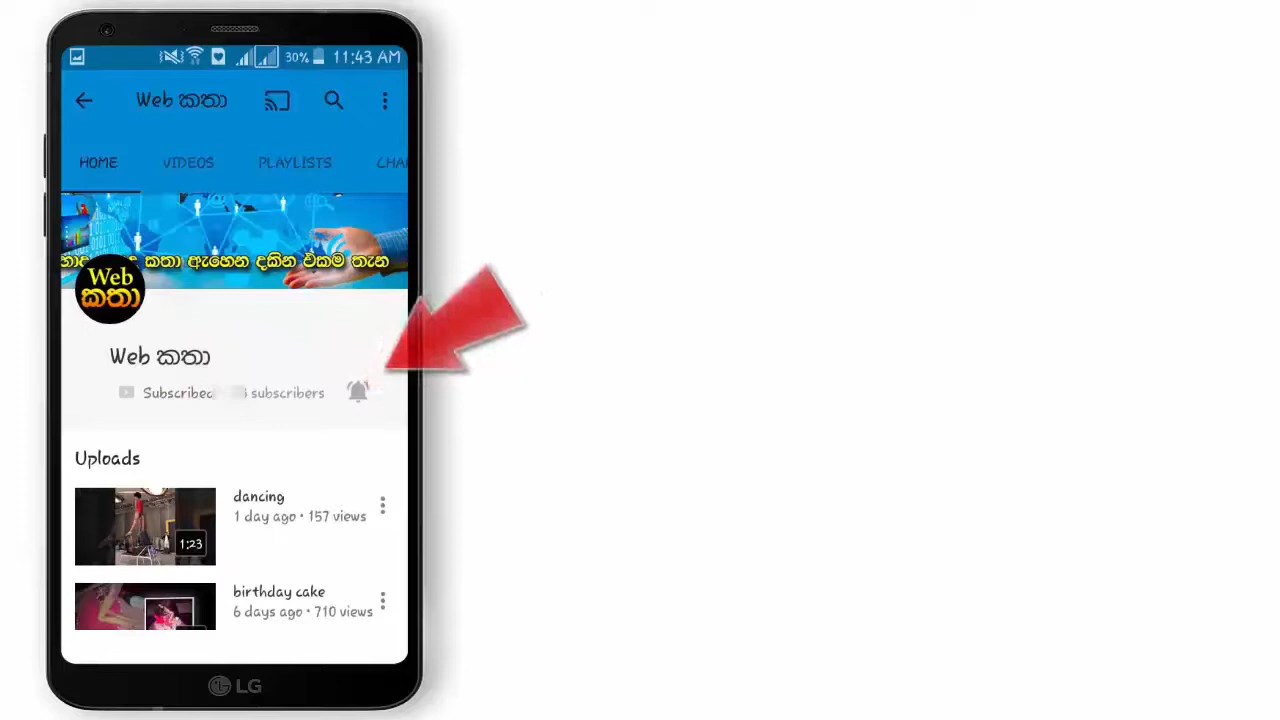 30% 11:43 AM
Web කතා
HOME VIDEOS PLAYLISTS
කතා ඇහෙන දකින එකම තැන
Web
කතා
Web කතා
Subscribed subscribers
Uploads
dancing
1 day ago • 157 views
1:23
birthday cake
6 days ago • 710 views
LG